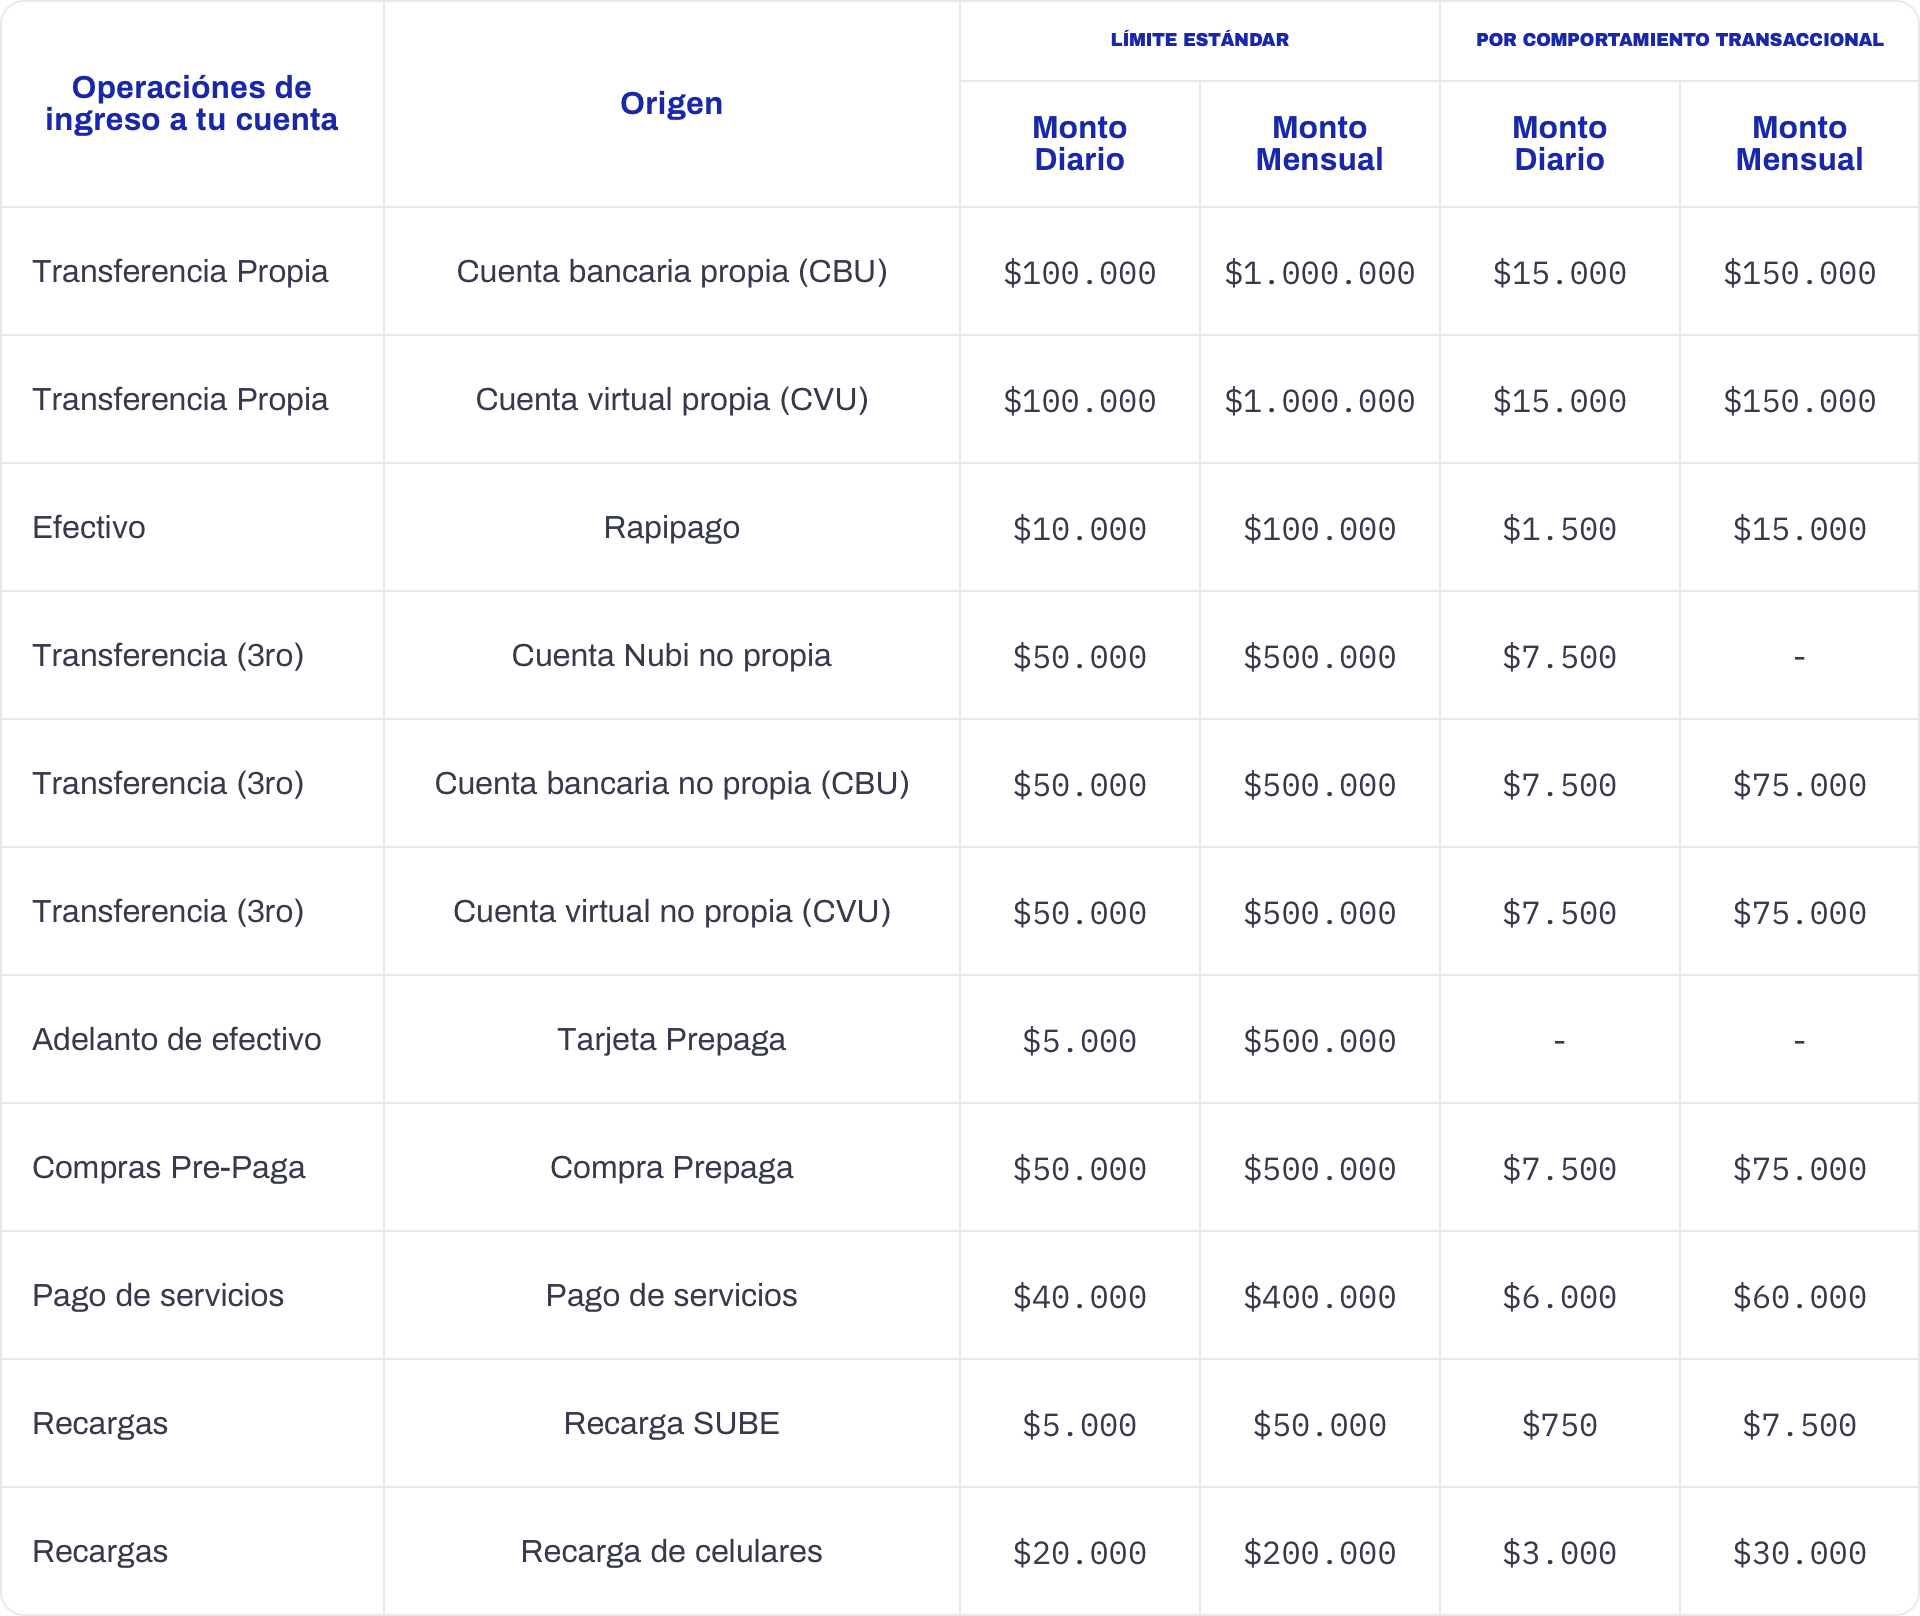 Operaciónes de
ingreso a tu cuenta
Origen
LÍMITE ESTÁNDAR
POR COMPORTAMIENTO TRANSACCIONAL
Monto
Diario
Monto
Mensual
Monto
Diario
Monto
Mensual
Transferencia Propia Cuenta bancaria propia (CBU) $100.000 $1.000.000 $15.000 $150.000
Transferencia Propia Cuenta virtual propia (CVU) $100.000 $1.000.000 $15.000 $150.000
Efectivo Rapipago $10.000 $100.000 $1.500 $15.000
Transferencia (3ro) Cuenta Nubi no propia $50.000 $500.000 $7.500 -
Transferencia (3ro) Cuenta bancaria no propia (CBU) $50.000 $500.000 $7.500 $75.000
Transferencia (3ro) Cuenta virtual no propia (CVU) $50.000 $500.000 $7.500 $75.000
Adelanto de efectivo Tarjeta Prepaga $5.000 $500.000 - -
Compras Pre-Paga Compra Prepaga $50.000 $500.000 $7.500 $75.000
Pago de servicios Pago de servicios $40.000 $400.000 $6.000 $60.000
Recargas Recarga SUBE $5.000 $50.000 $750 $7.500
Recargas Recarga de celulares $20.000 $200.000 $3.000 $30.000